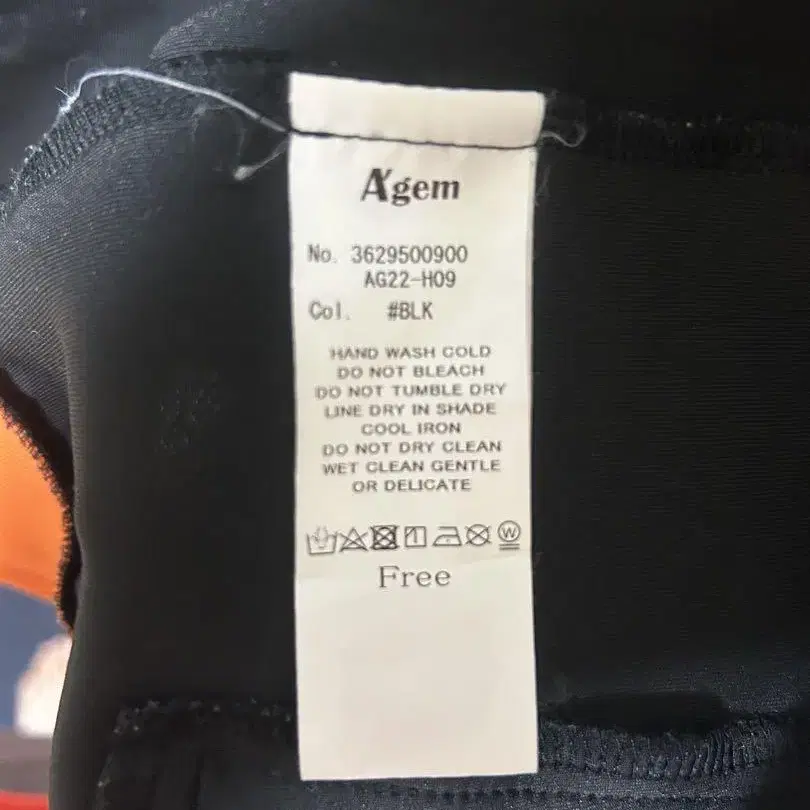 A'gem
No. 3629500900
AG22-H09
Col. #BLK
HAND WASH COLD
DO NOT BLEACH
DO NOT TUMBLE DRY
LINE DRY IN SHADE
COOL IRON
DO NOT DRY CLEAN
WET CLEAN GENTLE
OR DELICATE
W
Free